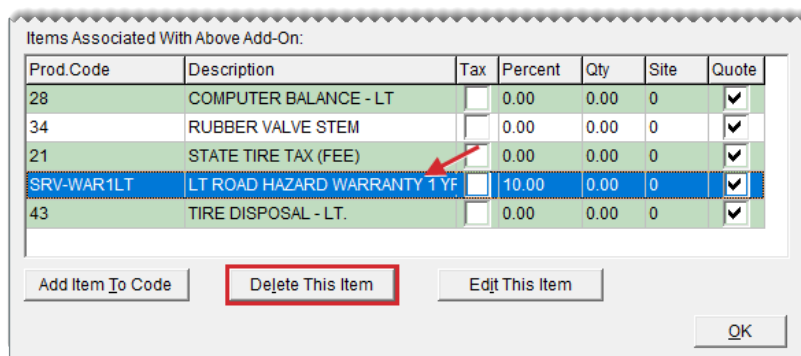 Items Associated With Above Add-On:
Prod.Code Description Tax Percent Qty Site Quote
28 COMPUTER BALANCE - LT 0.00 0.00 0
34 RUBBER VALVE STEM 0.00 0.00 0
21 STATE TIRE TAX (FEE) 0.00 0.00 0
SRV-WAR1LT LT ROAD HAZARD WARRANTY 1 YR 10.00 0.00 0
43 TIRE DISPOSAL - LT. 0.00 0.00 0
Add Item To Code Delete This Item Edit This Item
OK